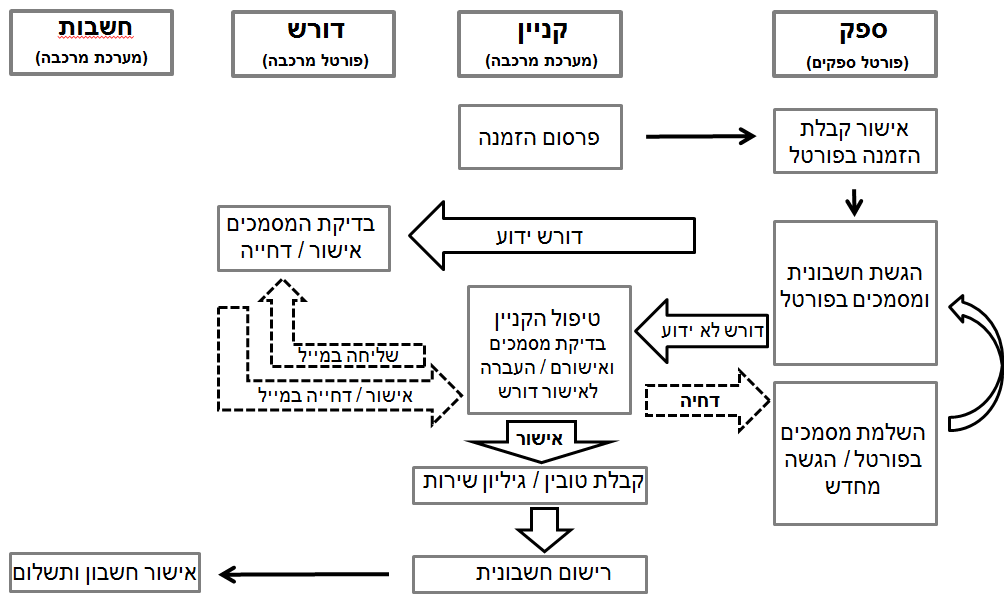 ספק
(פורטל ספקים)
קניין
(מערכת מרכבה)
דורש
(פורטל מרכבה)
חשבות
(מערכת מרכבה)
פרסום הזמנה
אישור קבלת
הזמנה בפורטל
הגשת חשבונית
ומסמכים בפורטל
דורש ידוע
בדיקת המסמכים
אישור / דחייה
דורש לא ידוע
טיפול הקניין
בדיקת מסמכים
ואישורם / העברה
לאישור דורש
שליחה במייל
אישור / דחייה במייל
דחיה
השלמת מסמכים
בפורטל / הגשה
מחדש
אישור
קבלת טובין / גיליון שירות
רישום חשבונית
אישור חשבון ותשלום